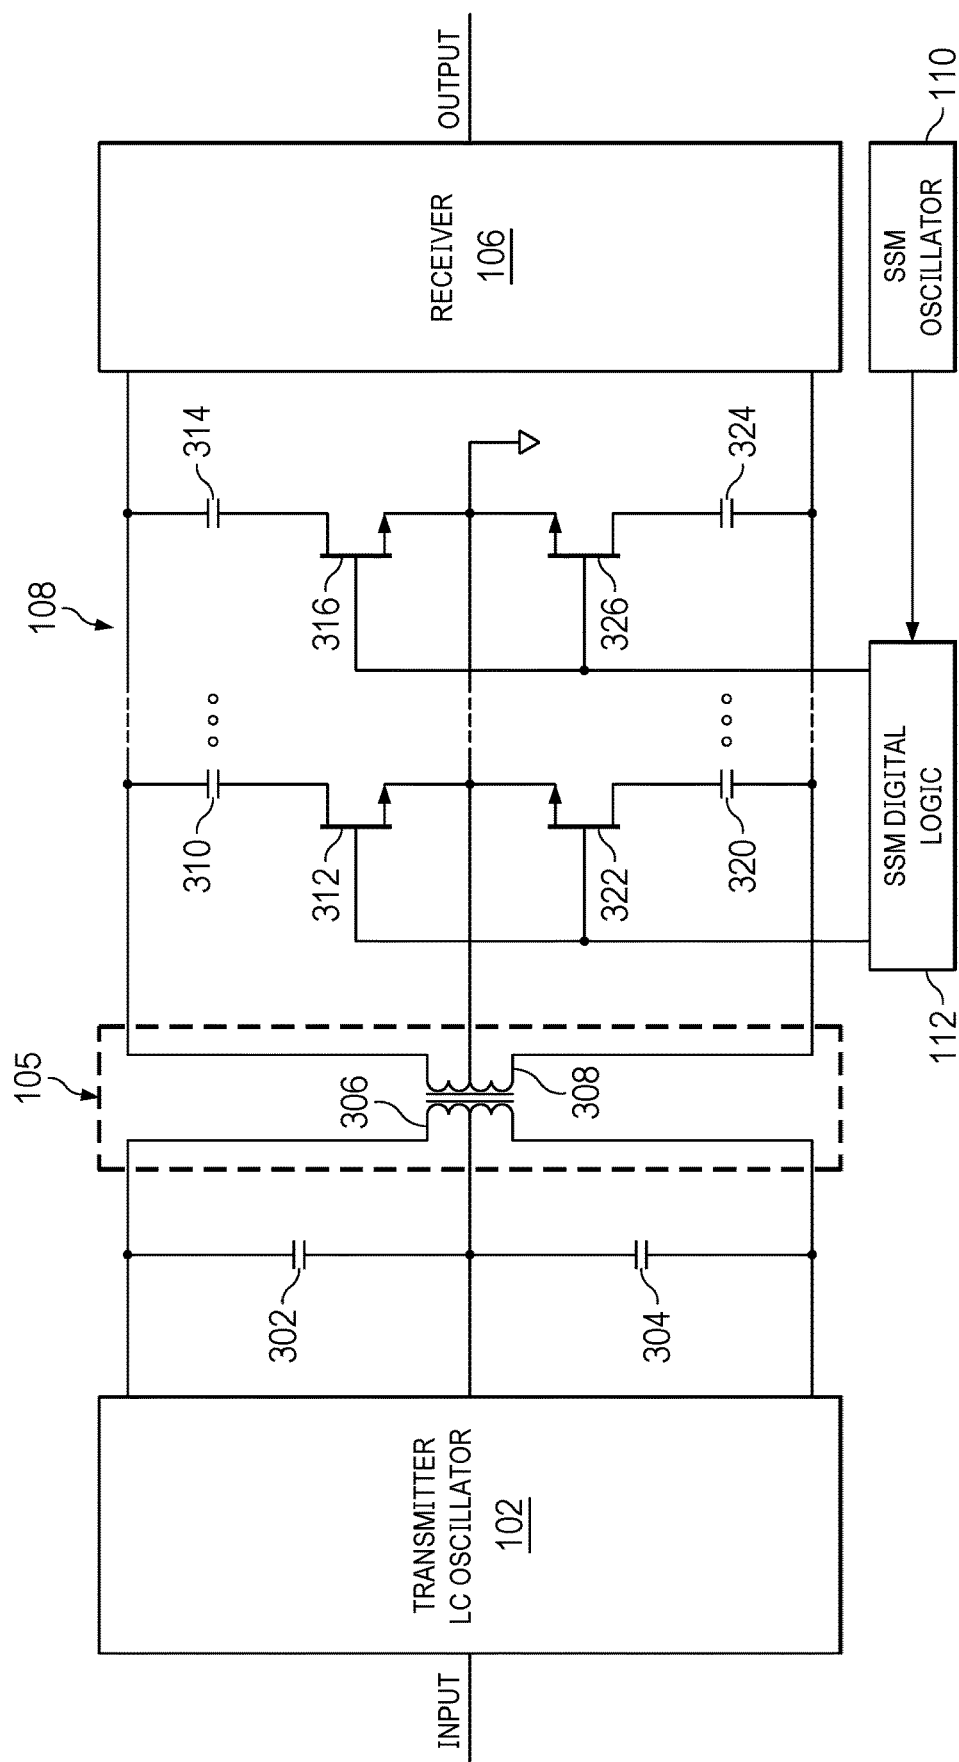 105
108
302
306
310
314
INPUT
TRANSMITTER
LC OSCILLATOR
102
312
316
RECEIVER
106
OUTPUT
304
308
322
326
320
324
112
SSM DIGITAL
LOGIC
SSM
OSCILLATOR
110